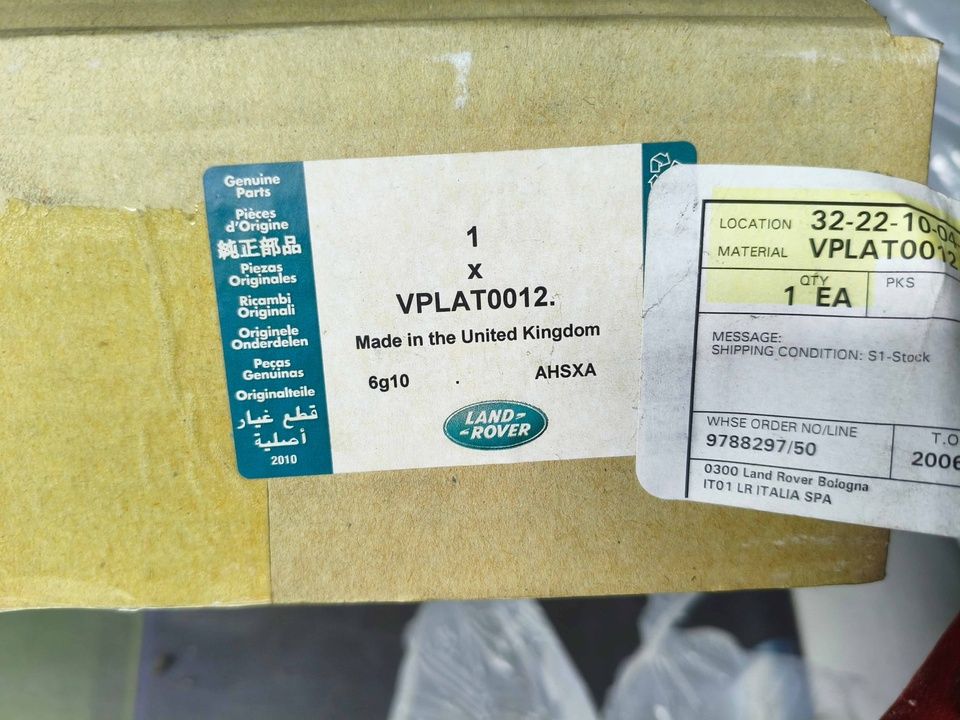 Genuine
Parts
Pièces
d'Origine
純正部品
Piezas
Originales
Ricambi
Originali
Originele
Onderdelen
Peças
Genuinas
Originalteile
قطع غيار
أصلية
2010
1
x
VPLAT0012.
Made in the United Kingdom
6g10 . AHSXA
LAND-
-ROVER
LOCATION 32-22-10-04
MATERIAL VPLAT0012
QTY PKS
1 EA
MESSAGE:
SHIPPING CONDITION: S1-Stock
WHSE ORDER NO/LINE
9788297/50
T.O
2006
0300 Land Rover Bologna
IT01 LR ITALIA SPA